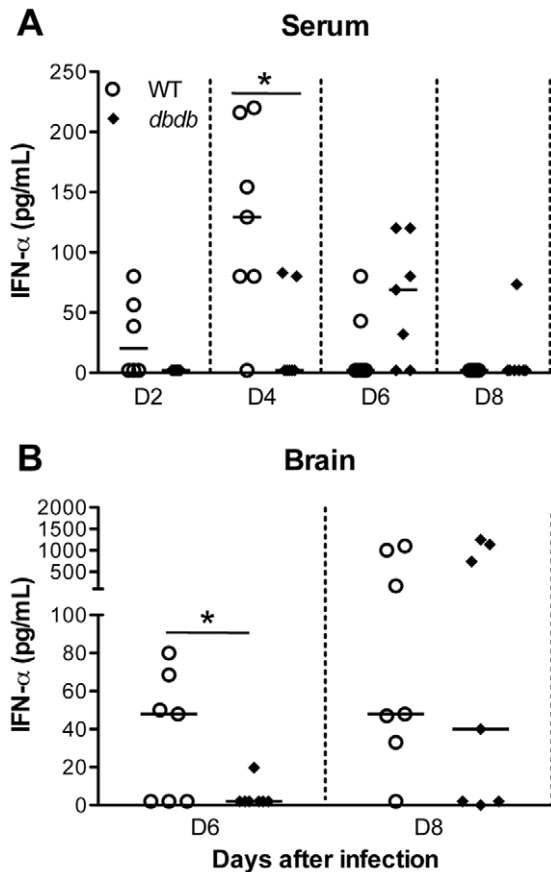 A
Serum
IFN-α (pg/mL)
250
200
150
100
50
0
WT
dbdb
*
D2 D4 D6 D8
B
Brain
IFN-α (pg/mL)
2000
1500
1000
500
100
80
60
40
20
0
*
D6 D8
Days after infection